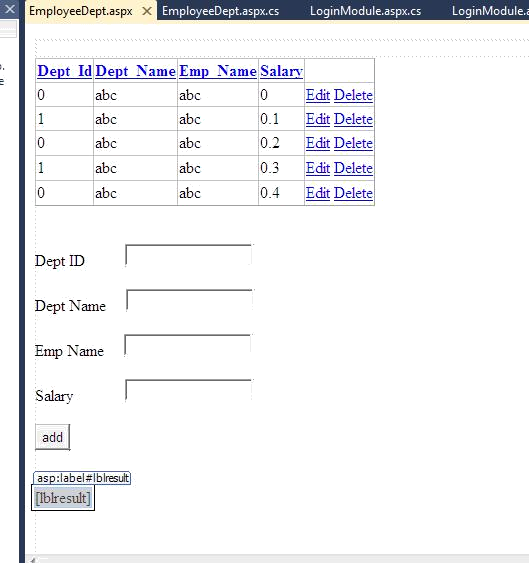 EmployeeDept.aspx EmployeeDept.aspx.cs LoginModule.aspx.cs LoginModule.a
Dept_Id Dept_Name Emp_Name Salary
0 abc abc 0 Edit Delete
1 abc abc 0.1 Edit Delete
0 abc abc 0.2 Edit Delete
1 abc abc 0.3 Edit Delete
0 abc abc 0.4 Edit Delete
Dept ID
Dept Name
Emp Name
Salary
add
asp:label#lblresult
[lblresult]